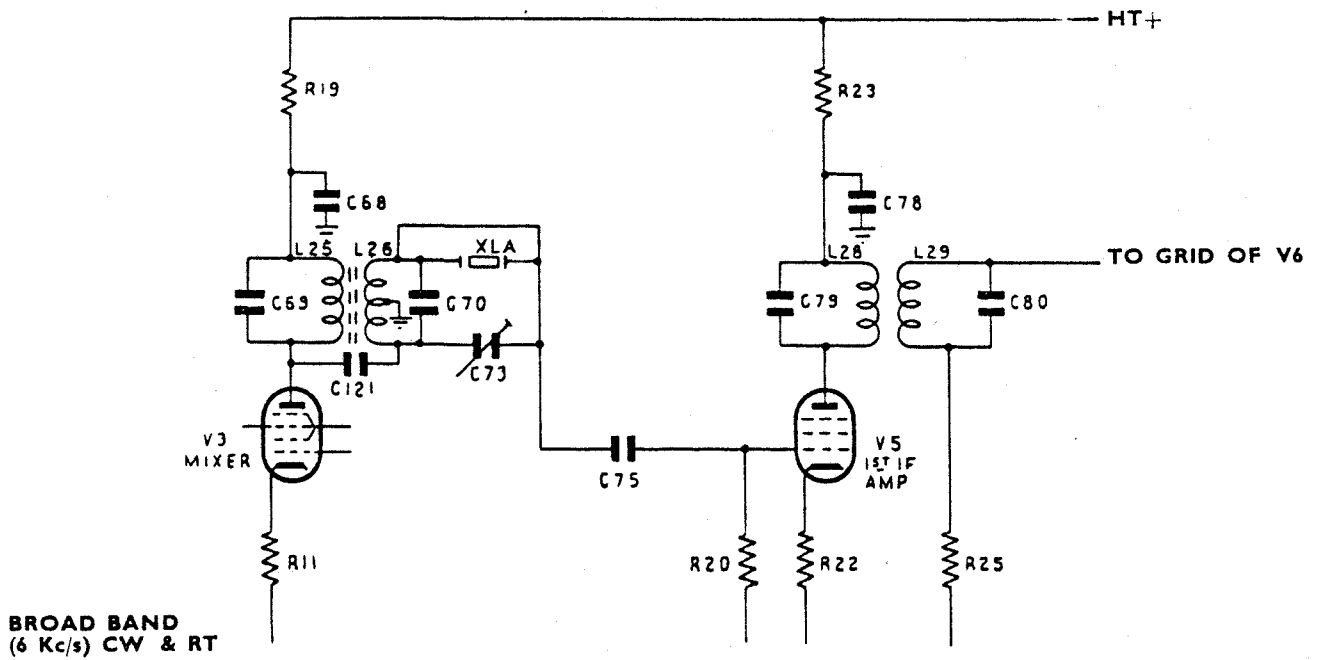 HT+
R19
R23
C68
C78
L25 L26
XLA
L28
L29
TO GRID OF V6
C69
C70
C79
C80
C121
C73
V3
MIXER
V5
1ST IF
AMP
C75
R11
R20
R22
R25
BROAD BAND
(6 Kc/s) CW & RT